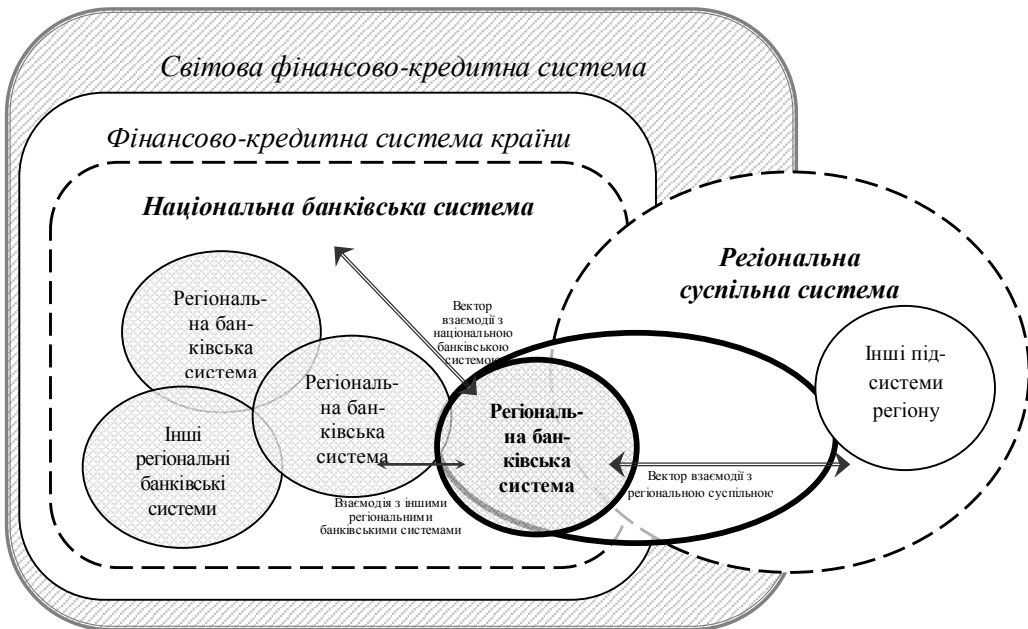 Світова фінансово-кредитна система
Фінансово-кредитна система країни
Національна банківська система
Регіональна
суспільна система
Регіональ-
на бан-
ківська
система
Вектор
взаємодії з
національною
банківською
системою
Регіональ-
на бан-
ківська
система
Інші
регіональні
банківські
системи
Регіональ-
на бан-
ківська
система
Інші під-
системи
регіону
Вектор взаємодії з
регіональною суспільною
Взаємодія з іншими
регіональними
банківськими системами